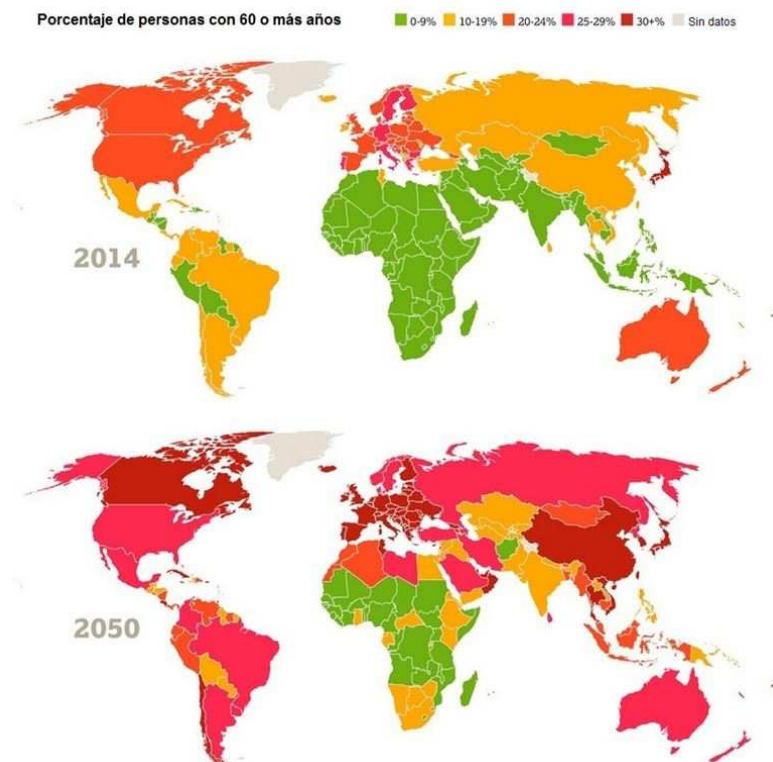 Porcentaje de personas con 60 o más años
0-9% 10-19% 20-24% 25-29% 30+% Sin datos
2014
2050